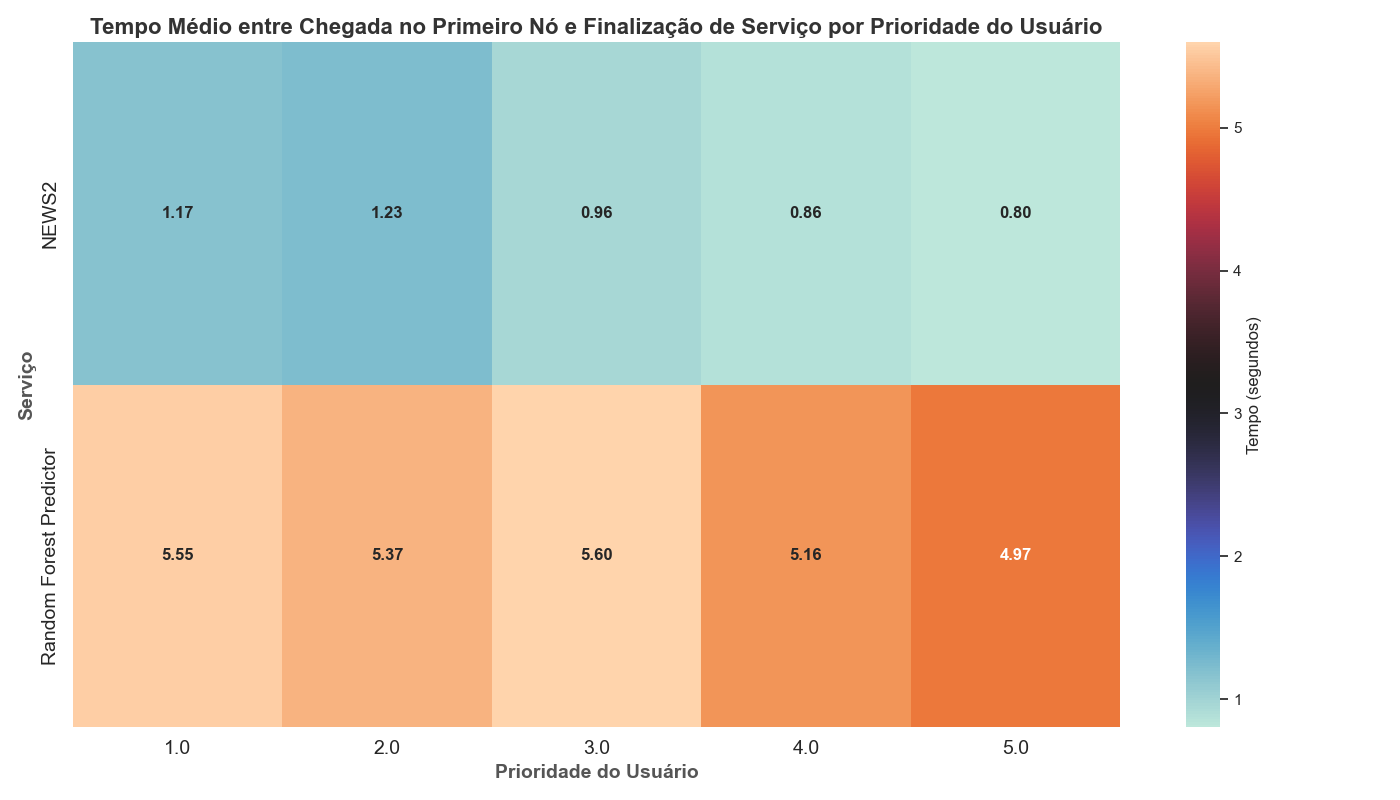 Tempo Médio entre Chegada no Primeiro Nó e Finalização de Serviço por Prioridade do Usuário
Serviço
NEWS2
1.17 1.23 0.96 0.86 0.80
Random Forest Predictor
5.55 5.37 5.60 5.16 4.97
1.0 2.0 3.0 4.0 5.0
Prioridade do Usuário
5
4
3
2
1
Tempo (segundos)